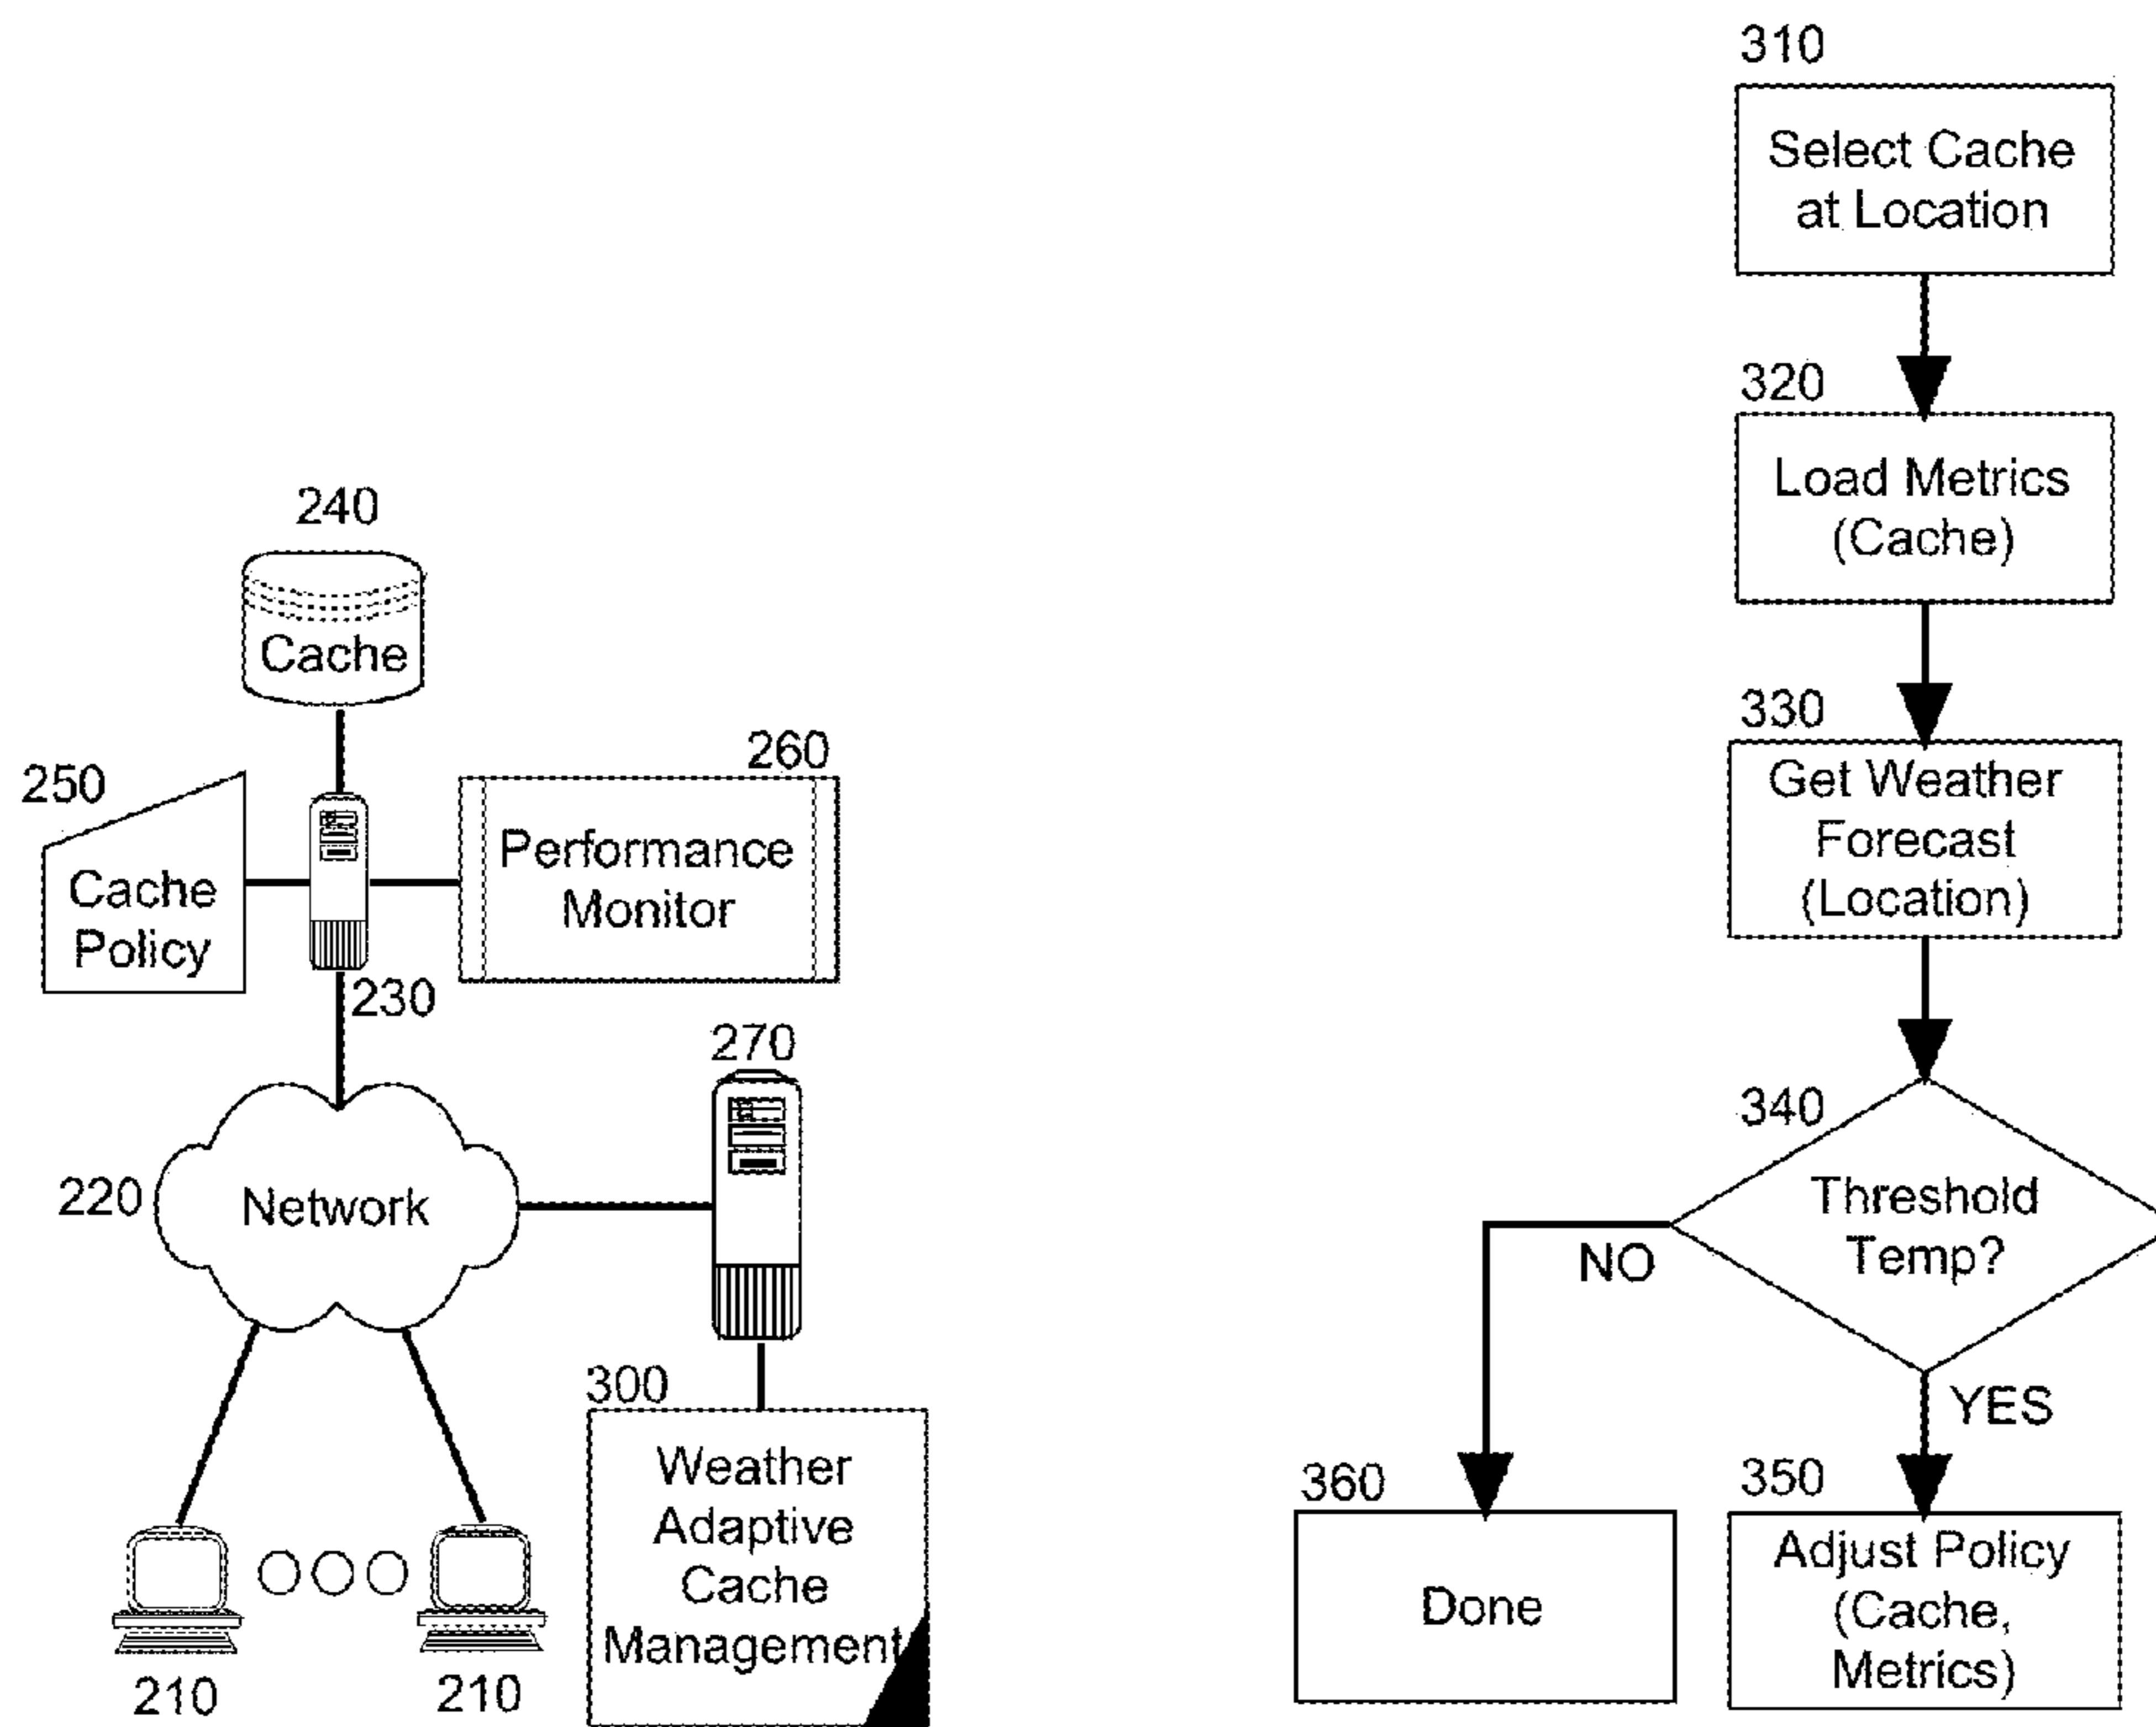 240
Cache
250
Cache
Policy
260
Performance
Monitor
230
270
220
Network
300
Weather
Adaptive
Cache
Management
210
210
310
Select Cache
at Location
320
Load Metrics
(Cache)
330
Get Weather
Forecast
(Location)
340
Threshold
Temp?
NO
YES
360
Done
350
Adjust Policy
(Cache,
Metrics)